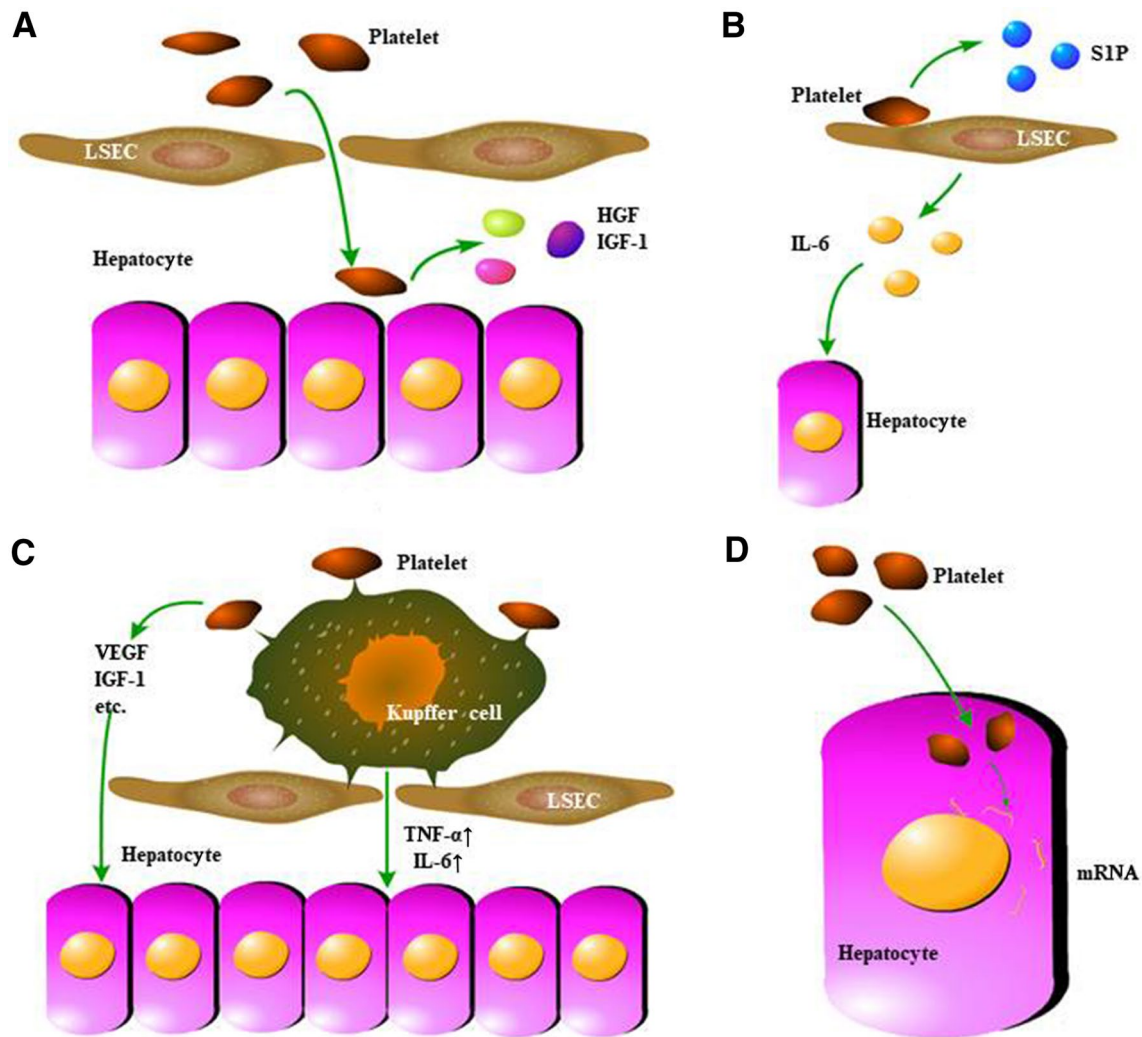 A
Platelet
LSEC
HGF
IGF-1
Hepatocyte
B
S1P
Platelet
LSEC
IL-6
Hepatocyte
C
Platelet
VEGF
IGF-1
etc.
Kupffer cell
LSEC
TNF-α↑
IL-6↑
Hepatocyte
D
Platelet
mRNA
Hepatocyte